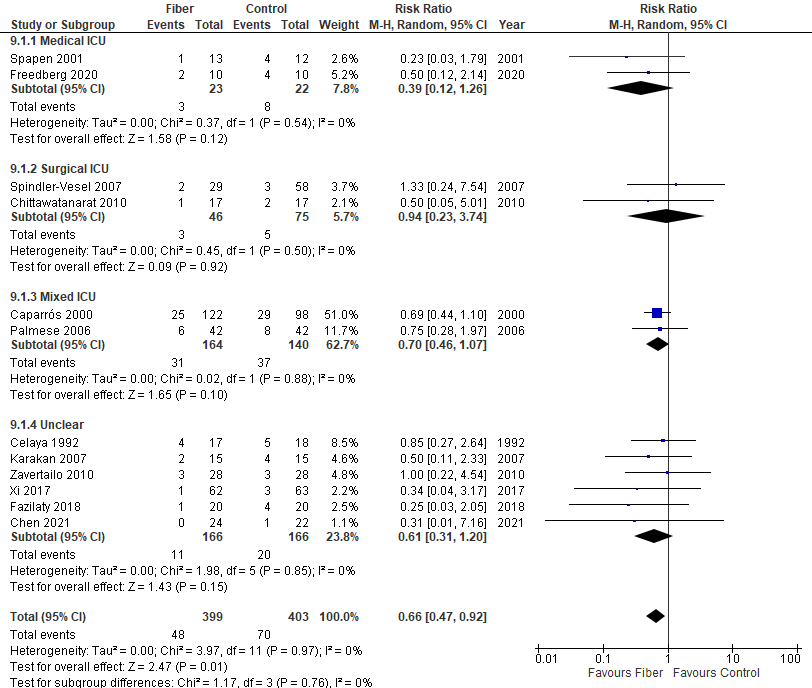 Fiber Control Risk Ratio Risk Ratio
Study or Subgroup Events Total Events Total Weight M-H, Random, 95% CI Year M-H, Random, 95% CI
9.1.1 Medical ICU
Spapen 2001 1 13 4 12 2.6% 0.23 [0.03, 1.79] 2001
Freedberg 2020 2 10 4 10 5.2% 0.50 [0.12, 2.14] 2020
Subtotal (95% CI) 23 22 7.8% 0.39 [0.12, 1.26]
Total events 3 8
Heterogeneity: Tau² = 0.00; Chi² = 0.37, df = 1 (P = 0.54); I² = 0%
Test for overall effect: Z = 1.58 (P = 0.12)
9.1.2 Surgical ICU
Spindler-Vesel 2007 2 29 3 58 3.7% 1.33 [0.24, 7.54] 2007
Chittawatanarat 2010 1 17 2 17 2.1% 0.50 [0.05, 5.01] 2010
Subtotal (95% CI) 46 75 5.7% 0.94 [0.23, 3.74]
Total events 3 5
Heterogeneity: Tau² = 0.00; Chi² = 0.45, df = 1 (P = 0.50); I² = 0%
Test for overall effect: Z = 0.09 (P = 0.92)
9.1.3 Mixed ICU
Caparrós 2000 25 122 29 98 51.0% 0.69 [0.44, 1.10] 2000
Palmese 2006 6 42 8 42 11.7% 0.75 [0.28, 1.97] 2006
Subtotal (95% CI) 164 140 62.7% 0.70 [0.46, 1.07]
Total events 31 37
Heterogeneity: Tau² = 0.00; Chi² = 0.02, df = 1 (P = 0.88); I² = 0%
Test for overall effect: Z = 1.65 (P = 0.10)
9.1.4 Unclear
Celaya 1992 4 17 5 18 8.5% 0.85 [0.27, 2.64] 1992
Karakan 2007 2 15 4 15 4.6% 0.50 [0.11, 2.33] 2007
Zavertailo 2010 3 28 3 28 4.8% 1.00 [0.22, 4.54] 2010
Xi 2017 1 62 3 63 2.2% 0.34 [0.04, 3.17] 2017
Fazilaty 2018 1 20 4 20 2.5% 0.25 [0.03, 2.05] 2018
Chen 2021 0 24 1 22 1.1% 0.31 [0.01, 7.16] 2021
Subtotal (95% CI) 166 166 23.8% 0.61 [0.31, 1.20]
Total events 11 20
Heterogeneity: Tau² = 0.00; Chi² = 1.98, df = 5 (P = 0.85); I² = 0%
Test for overall effect: Z = 1.43 (P = 0.15)
Total (95% CI) 399 403 100.0% 0.66 [0.47, 0.92]
Total events 48 70
Heterogeneity: Tau² = 0.00; Chi² = 3.97, df = 11 (P = 0.97); I² = 0%
Test for overall effect: Z = 2.47 (P = 0.01)
Test for subgroup differences: Chi² = 1.17, df = 3 (P = 0.76), I² = 0%
0.01 0.1 1 10 100
Favours Fiber Favours Control